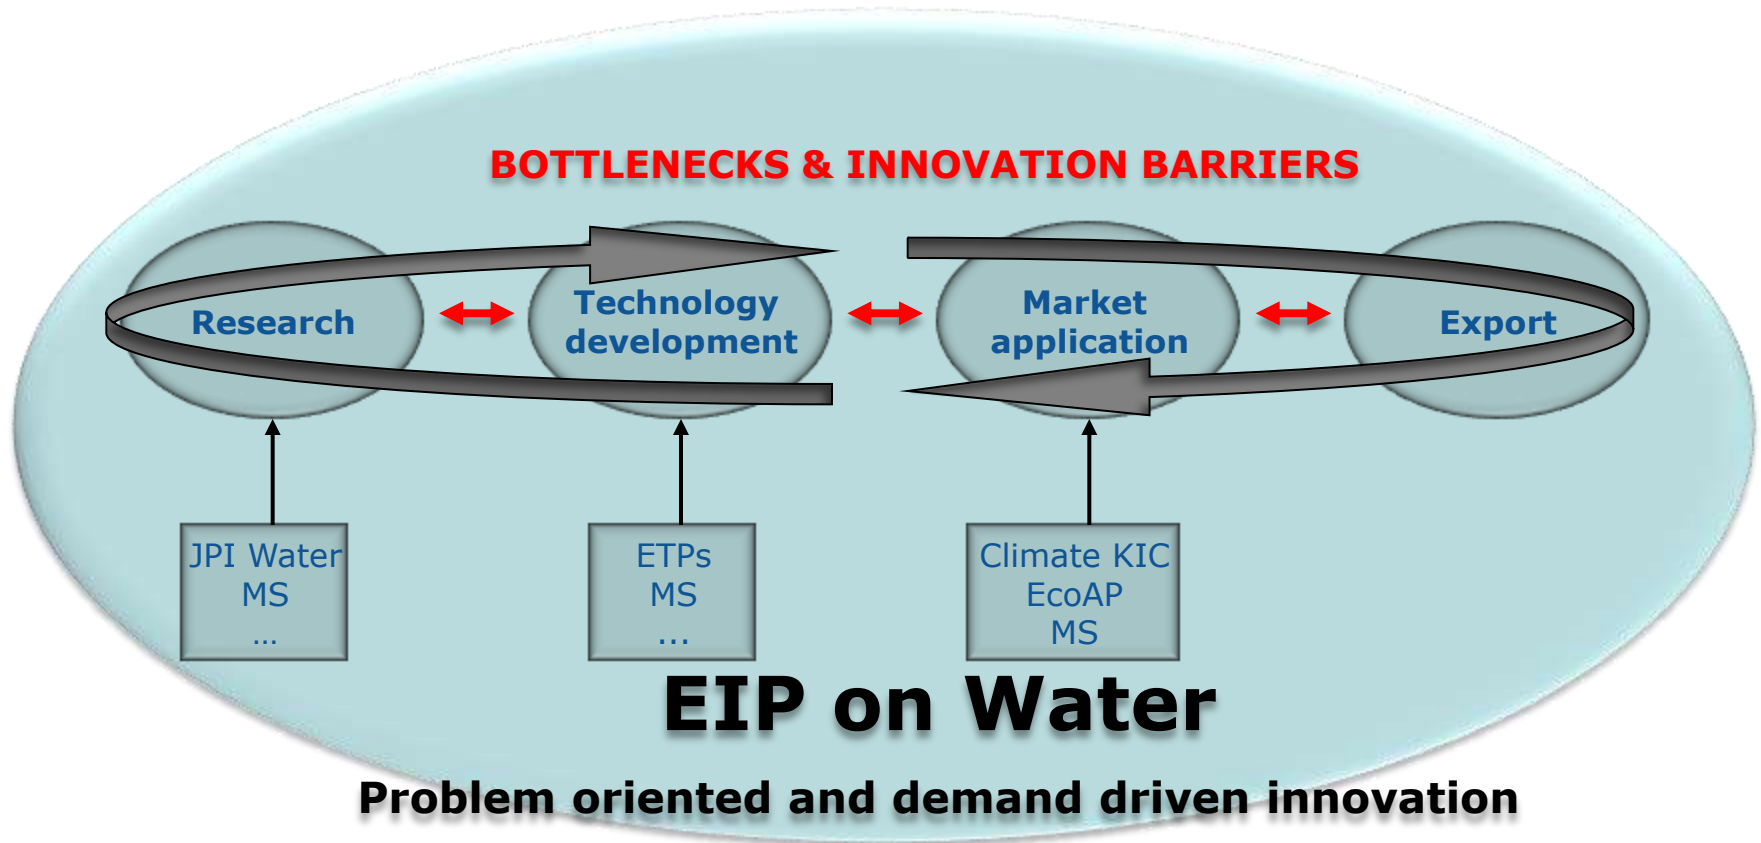 BOTTLENECKS & INNOVATION BARRIERS
Research
Technology
development
Market
application
Export
JPI Water
MS
...
ETPs
MS
...
Climate KIC
EcoAP
MS
EIP on Water
Problem oriented and demand driven innovation